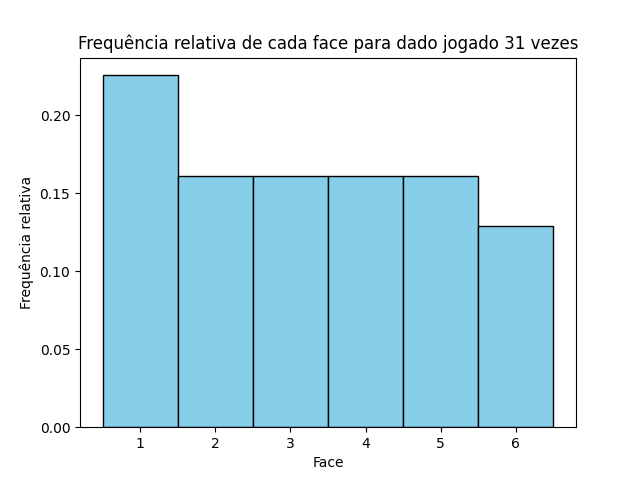 Frequência relativa de cada face para dado jogado 31 vezes
Frequência relativa
0.20
0.15
0.10
0.05
0.00
1 2 3 4 5 6
Face